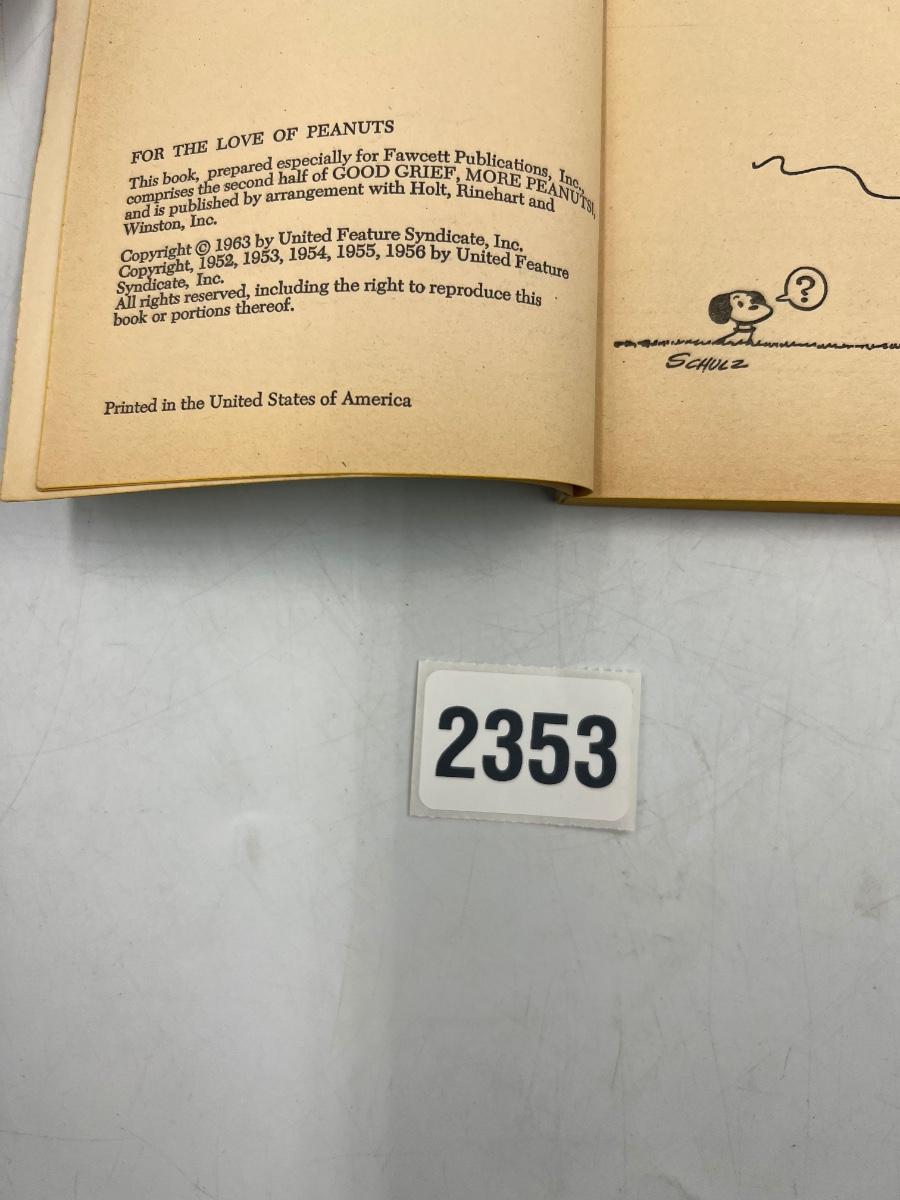 FOR THE LOVE OF PEANUTS
This book, prepared especially for Fawcett Publications, Inc.,
comprises the second half of GOOD GRIEF, MORE PEANUTS!,
and is published by arrangement with Holt, Rinehart and
Winston, Inc.
Copyright © 1963 by United Feature Syndicate, Inc.
Copyright, 1952, 1953, 1954, 1955, 1956 by United Feature
Syndicate, Inc.
All rights reserved, including the right to reproduce this
book or portions thereof.
Printed in the United States of America
?
SCHULZ
2353